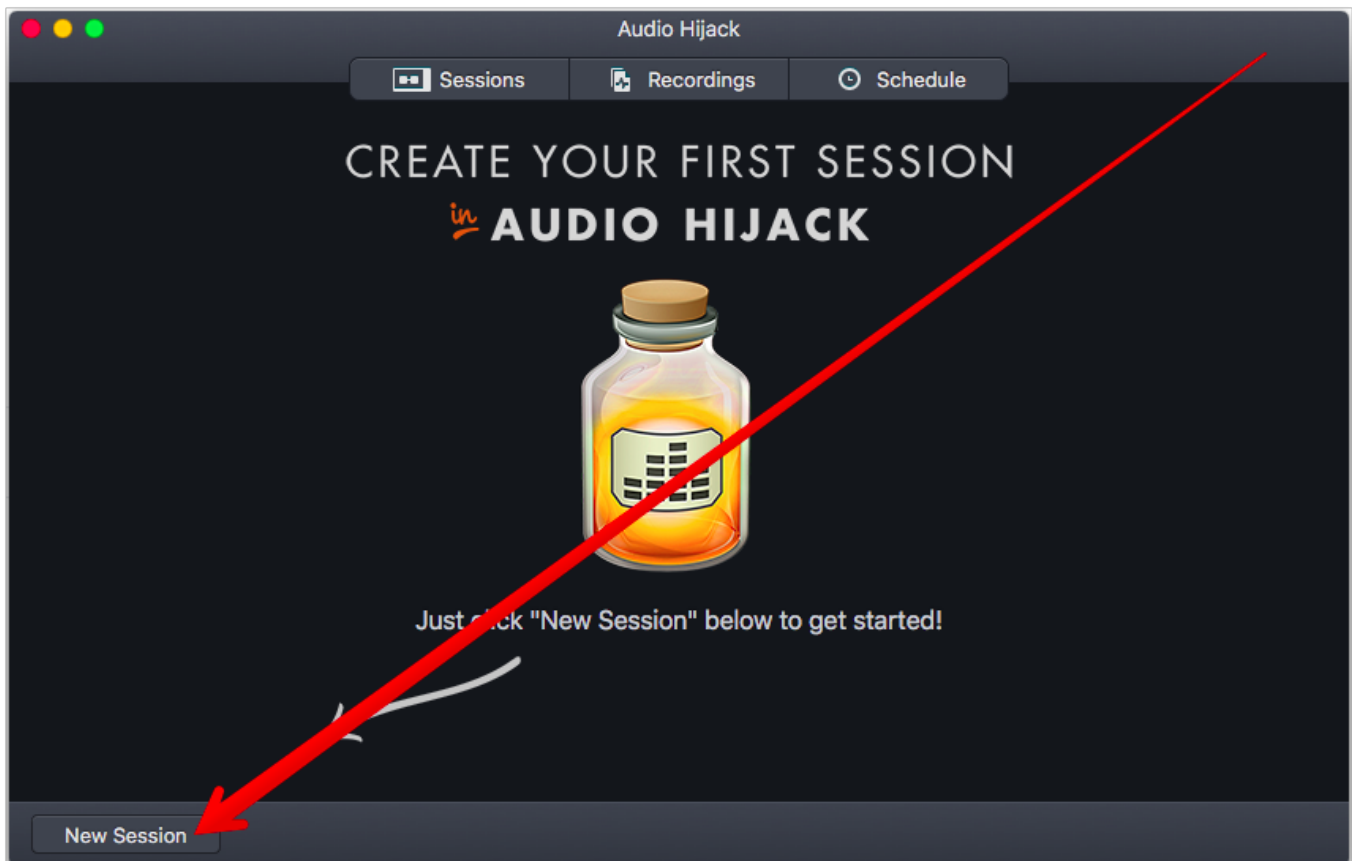 Audio Hijack
Sessions Recordings Schedule
CREATE YOUR FIRST SESSION
in AUDIO HIJACK
Just click "New Session" below to get started!
New Session